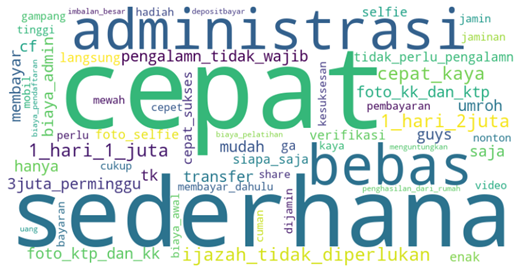 gampang imbalan_besar hadiah depositbayar selfie jamin
tinggi administrasi jaminan
cf langsung pengalamn_tidak_wajib tidak_perlu_pengalamn
membayar mobil biaya_pendaftaran biaya_admin cepat cepat_kaya
foto_kk_dan_ktp
mewah cepet cepat_sukses kesuksesan pembayaran umroh
perlu foto_selfie biaya_pelatihan verifikasi 1_hari_2juta
1_hari_1_juta mudah ga kaya guys nonton
hanya cukup siapa_saja bebas menguntungkan saja
3juta_perminggu tk transfer share
membayar_dahulu penghasilan_dari_rumah
bayaran biaya_awal sederhana dijamin video
uang cuman
foto_ktp_dan_kk ijazah_tidak_diperlukan enak